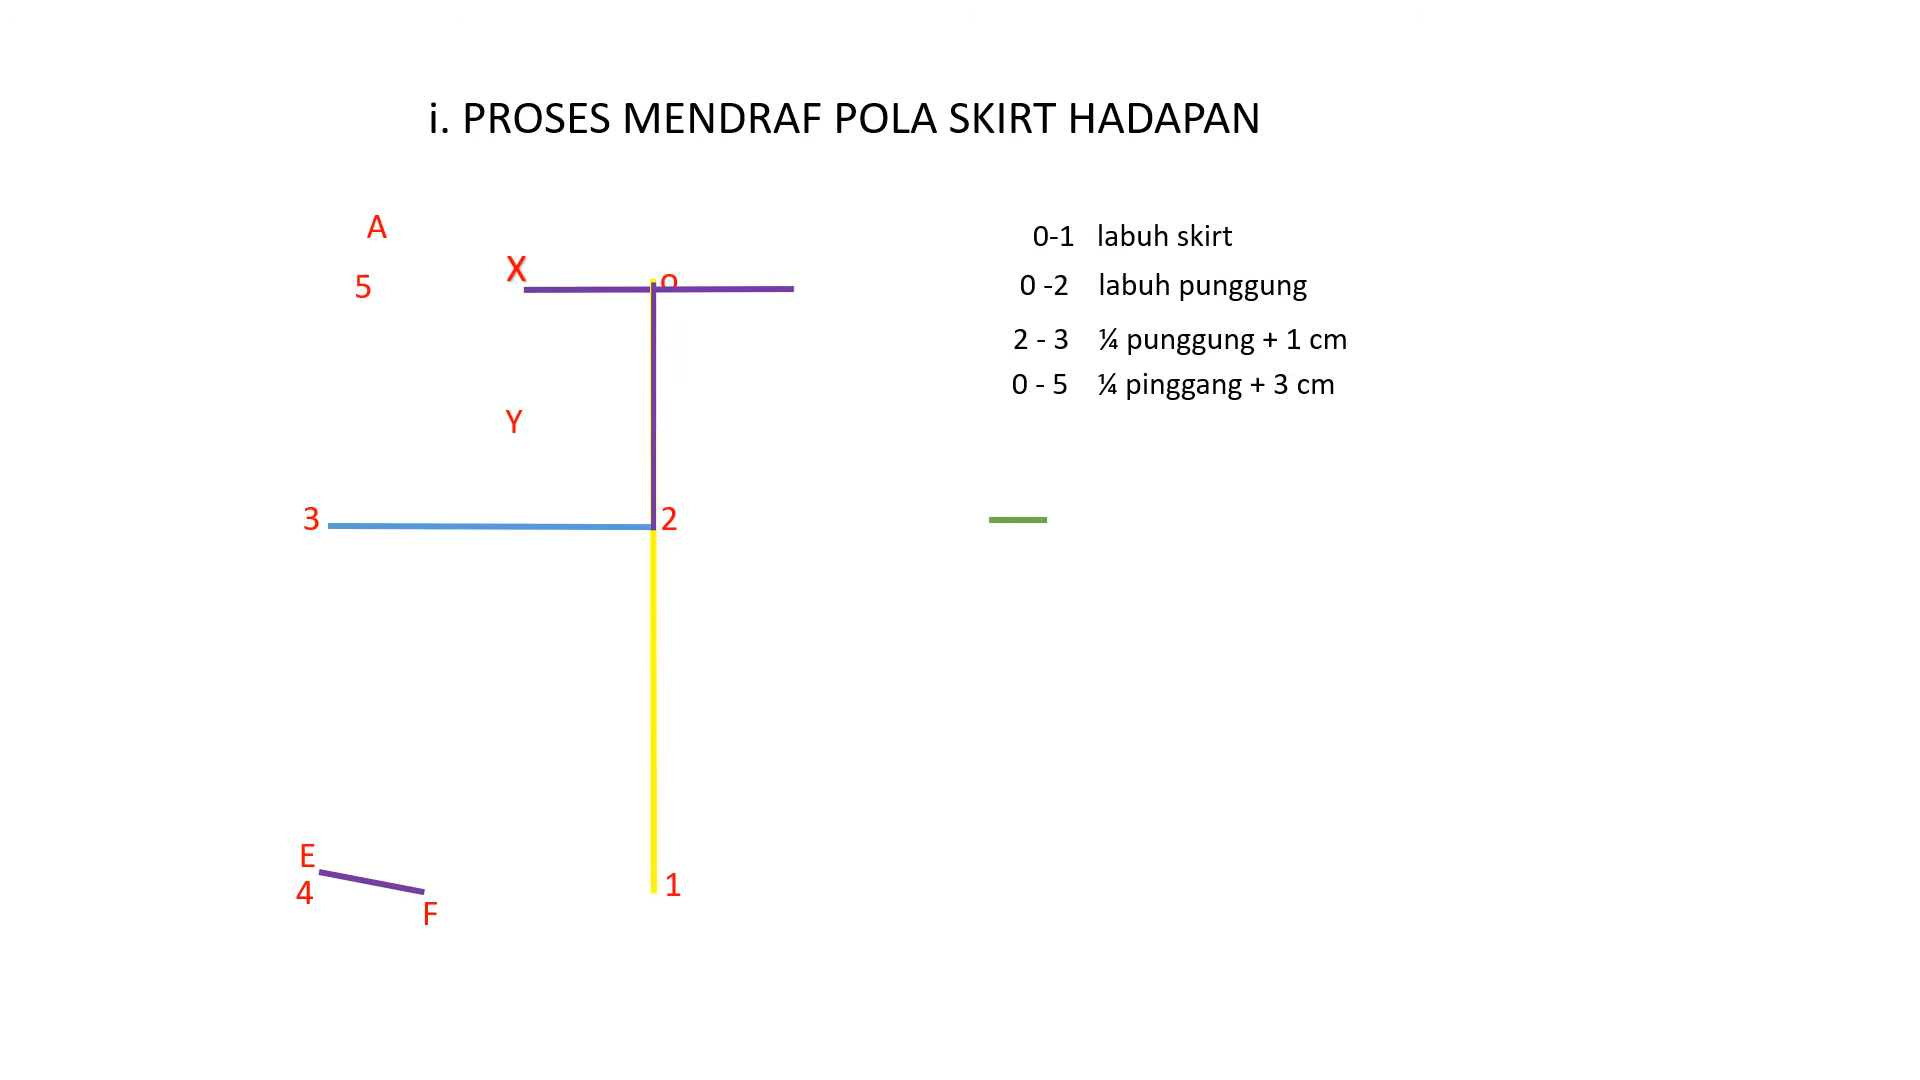 i. PROSES MENDRAF POLA SKIRT HADAPAN
A
5
X
0
Y
3
2
E
4
F
1
0-1 labuh skirt
0 -2 labuh punggung
2 - 3 ¼ punggung + 1 cm
0 - 5 ¼ pinggang + 3 cm